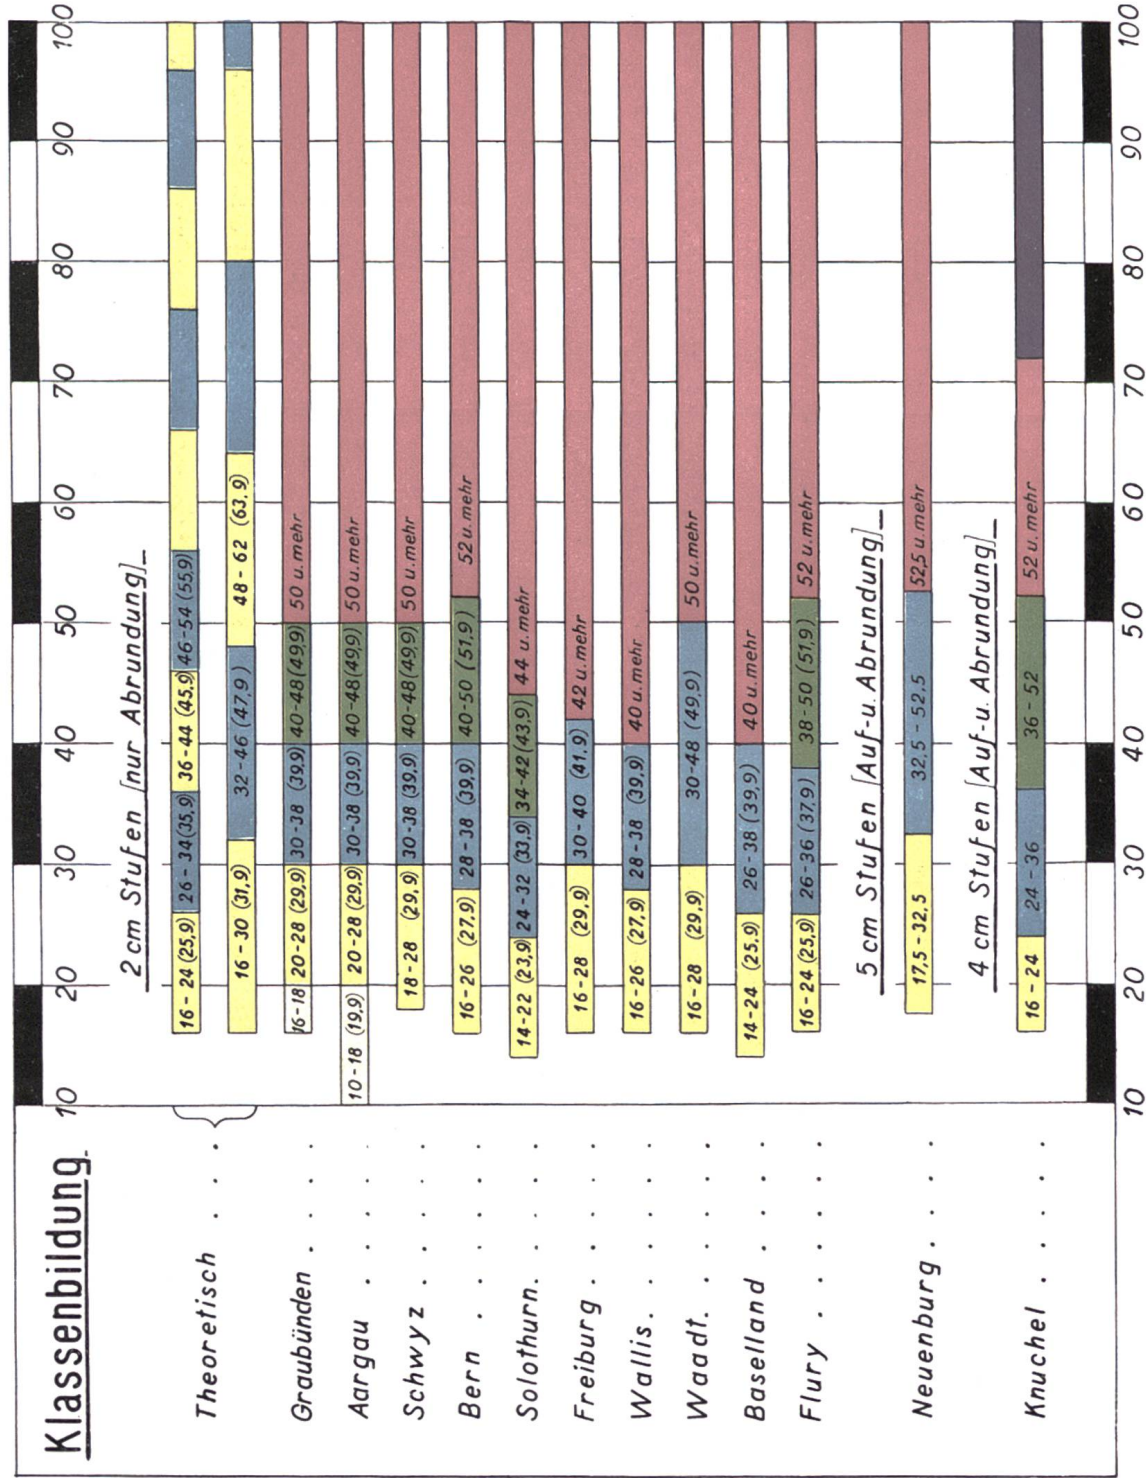 Klassenbildung
10 20 30 40 50 60 70 80 90 100
2 cm Stufen [nur Abrundung]
Theoretisch . . . 16-24 (25,9) 26-34 (35,9) 36-44 (45,9) 46-54 (55,9)
16-30 (31,9) 32-46 (47,9) 48-62 (63.9)
Graubünden . . . . 16-18 20-28 (29,9) 30-38 (39,9) 40-48 (49,9) 50 u. mehr
Aargau . . . . . 10-18 (19,9) 20-28 (29,9) 30-38 (39,9) 40-48 (49,9) 50 u. mehr
Schwyz . . . . . 18-28 (29,9) 30-38 (39,9) 40-48 (49,9) 50 u. mehr
Bern . . . . . . 16-26 (27,9) 28-38 (39,9) 40-50 (51,9) 52 u. mehr
Solothurn. . . . . 14-22 (23,9) 24-32 (33,9) 34-42 (43,9) 44 u. mehr
Freiburg . . . . . 16-28 (29,9) 30-40 (41,9) 42 u. mehr
Wallis. . . . . . 16-26 (27,9) 28-38 (39,9) 40 u. mehr
Waadt. . . . . . 16-28 (29,9) 30-48 (49,9) 50 u. mehr
Baselland . . . . 14-24 (25,9) 26-38 (39,9) 40 u. mehr
Flury . . . . . . 16-24 (25,9) 26-36 (37,9) 38-50 (51,9) 52 u. mehr
5 cm Stufen [Auf-u. Abrundung]
Neuenburg . . . . 17,5-32,5 32,5-52,5 52,5 u. mehr
4 cm Stufen [Auf-u. Abrundung]
Knuchel . . . . . 16-24 24-36 36-52 52 u. mehr
10 20 30 40 50 60 70 80 90 100